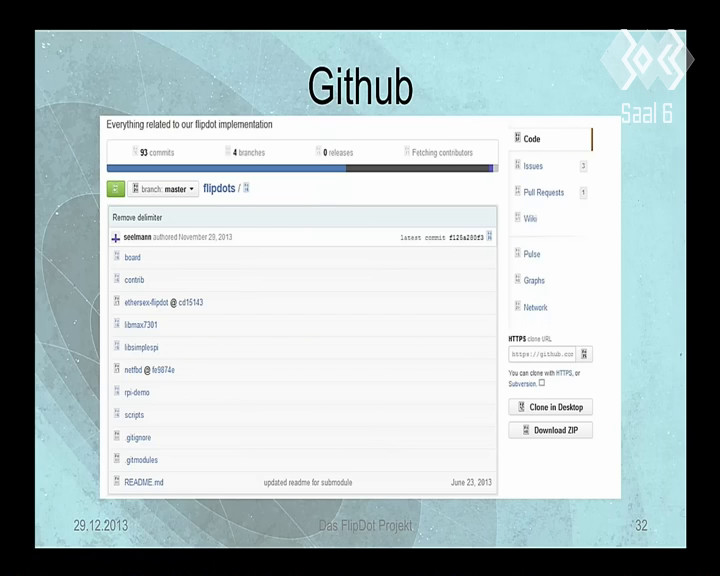 Github
Saal 6
Everything related to our flipdot implementation
93 commits 4 branches 0 releases Fetching contributors
branch: master flipdots /
Remove delimiter
seelmann authored November 29, 2013 latest commit f125a280f3
board
contrib
ethersex-flipdot @ cd15143
libmax7301
libsimplespi
netfbd @ fe9874e
rpi-demo
scripts
.gitignore
.gitmodules
README.md updated readme for submodule June 23, 2013
Code
Issues 3
Pull Requests 1
Wiki
Pulse
Graphs
Network
HTTPS clone URL
https://github.com
You can clone with HTTPS, or
Subversion.
Clone in Desktop
Download ZIP
29.12.2013 Das FlipDot Projekt 32